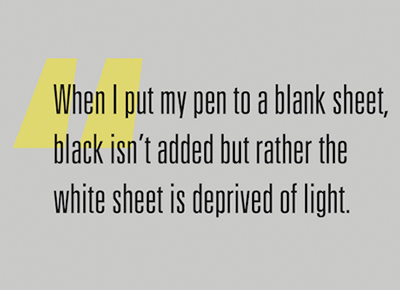 When I put my pen to a blank sheet,
black isn't added but rather the
white sheet is deprived of light.